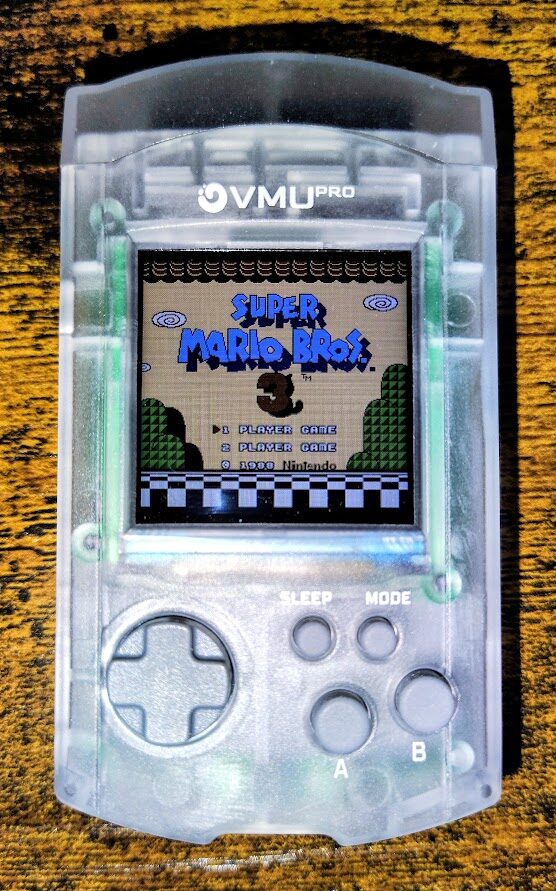 VMU PRO
SUPER
MARIO BROS.
3 TM
1 PLAYER GAME
2 PLAYER GAME
© 1988 Nintendo
SLEEP MODE
A B